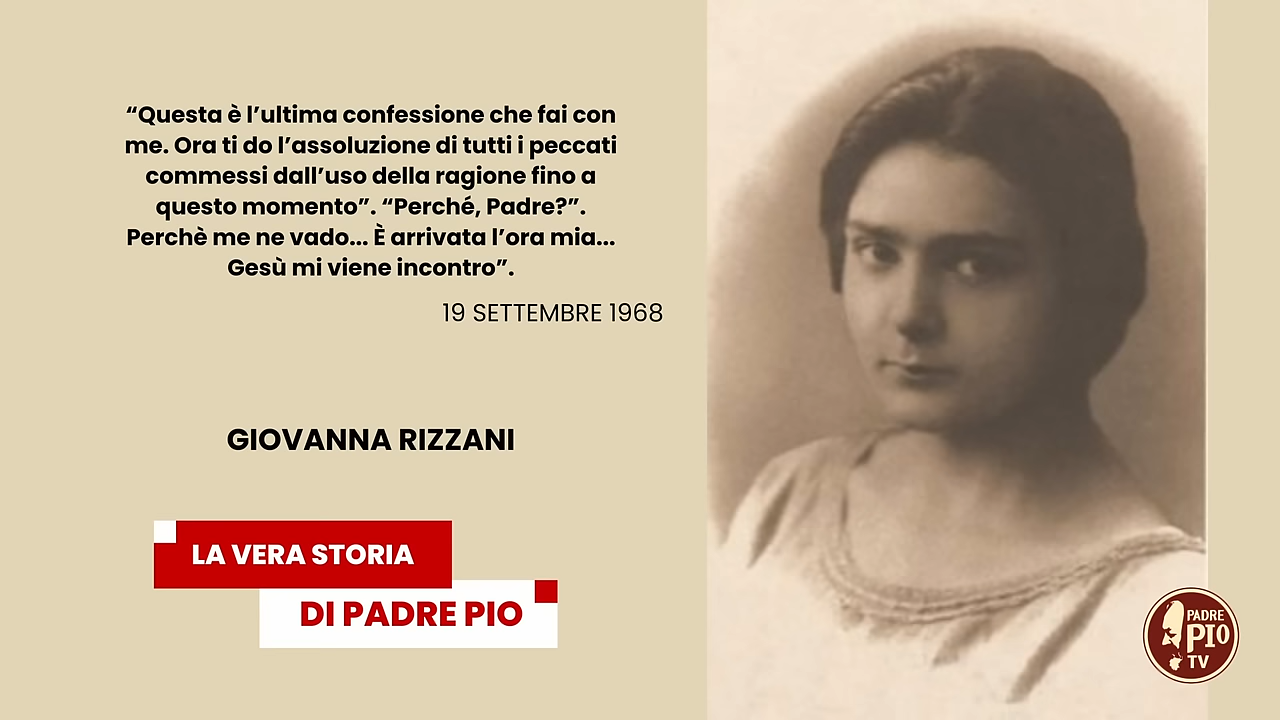 “Questa è l’ultima confessione che fai con
me. Ora ti do l’assoluzione di tutti i peccati
commessi dall’uso della ragione fino a
questo momento”. “Perché, Padre?”.
Perchè me ne vado... È arrivata l’ora mia...
Gesù mi viene incontro”.
19 SETTEMBRE 1968
GIOVANNA RIZZANI
LA VERA STORIA
DI PADRE PIO
PADRE
PIO
TV